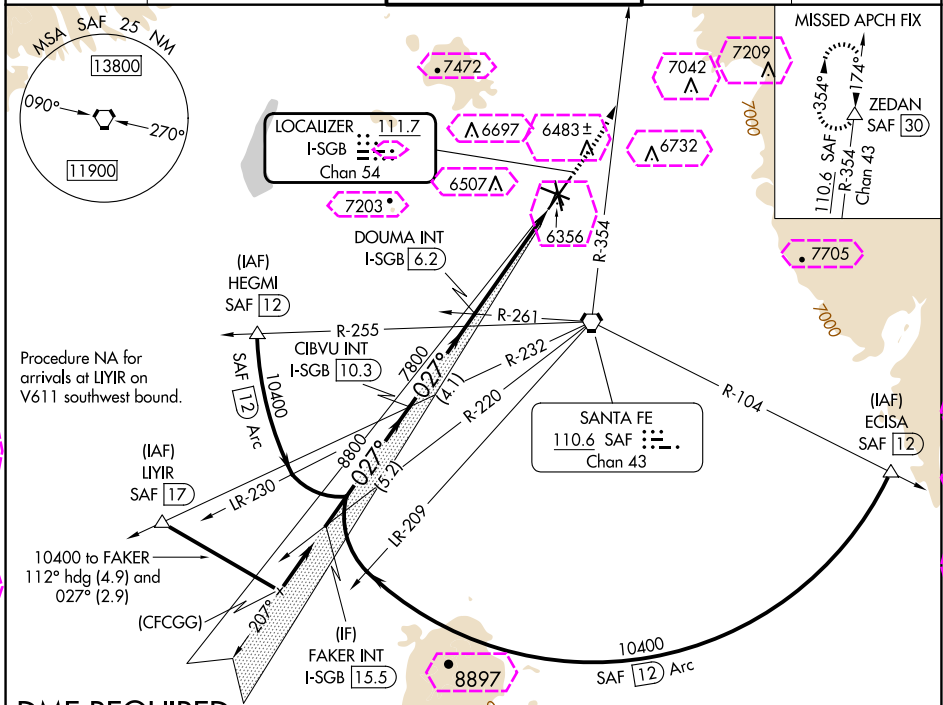 MSA SAF 25 NM
13800
090°
270°
11900
7472
7042
7209
7000
MISSED APCH FIX
354°
174°
ZEDAN
SAF 30
110.6 SAF
R-354
Chan 43
LOCALIZER 111.7
I-SGB
Chan 54
6697
6483 ±
6732
6507
7203
6356
7705
7000
DOUMA INT
I-SGB 6.2
R-354
(IAF)
HEGMI
SAF 12
R-255
R-261
CIBVU INT
I-SGB 10.3
7800
027°
(4.1)
R-232
R-220
R-104
Procedure NA for
arrivals at LIYIR on
V611 southwest bound.
10400
SAF 12 Arc
SANTA FE
110.6 SAF
Chan 43
(IAF)
ECISA
SAF 12
(IAF)
LIYIR
SAF 17
LR-230
8800
027°
(5.2)
LR-209
10400 to FAKER
112° hdg (4.9) and
027° (2.9)
(CFCGG)
207°
(IF)
FAKER INT
I-SGB 15.5
10400
SAF 12 Arc
8897